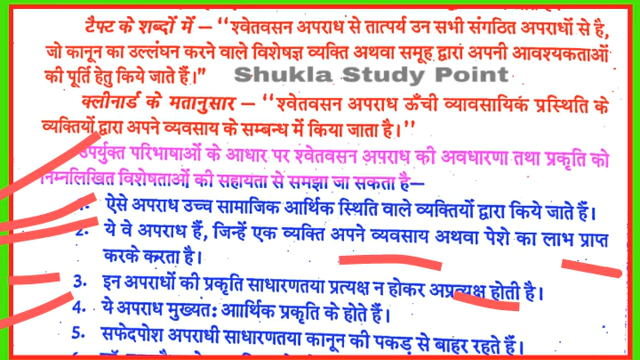 टैफ्ट के शब्दों में – ‘‘श्वेतवसन अपराध से तात्पर्य उन सभी संगठित अपराधों से है,
जो कानून का उल्लंघन करने वाले विशेषज्ञ व्यक्ति अथवा समूह द्वारा अपनी आवश्यकताओं
की पूर्ति हेतु किये जाते हैं।" Shukla Study Point
क्लीनार्ड के मतानुसार – ‘‘श्वेतवसन अपराध ऊँची व्यावसायिक प्रस्थिति के
व्यक्तियों द्वारा अपने व्यवसाय के सम्बन्ध में किया जाता है।’’
उपर्युक्त परिभाषाओं के आधार पर श्वेतवसन अपराध की अवधारणा तथा प्रकृति को
निम्नलिखित विशेषताओं की सहायता से समझा जा सकता है—
1. ऐसे अपराध उच्च सामाजिक आर्थिक स्थिति वाले व्यक्तियों द्वारा किये जाते हैं।
2. ये वे अपराध हैं, जिन्हें एक व्यक्ति अपने व्यवसाय अथवा पेशे का लाभ प्राप्त
करके करता है।
3. इन अपराधों की प्रकृति साधारणतया प्रत्यक्ष न होकर अप्रत्यक्ष होती है।
4. ये अपराध मुख्यत: आार्थिक प्रकृति के होते हैं।
5. सफेदपोश अपराधी साधारणतया कानून की पकड़ से बाहर रहते हैं।